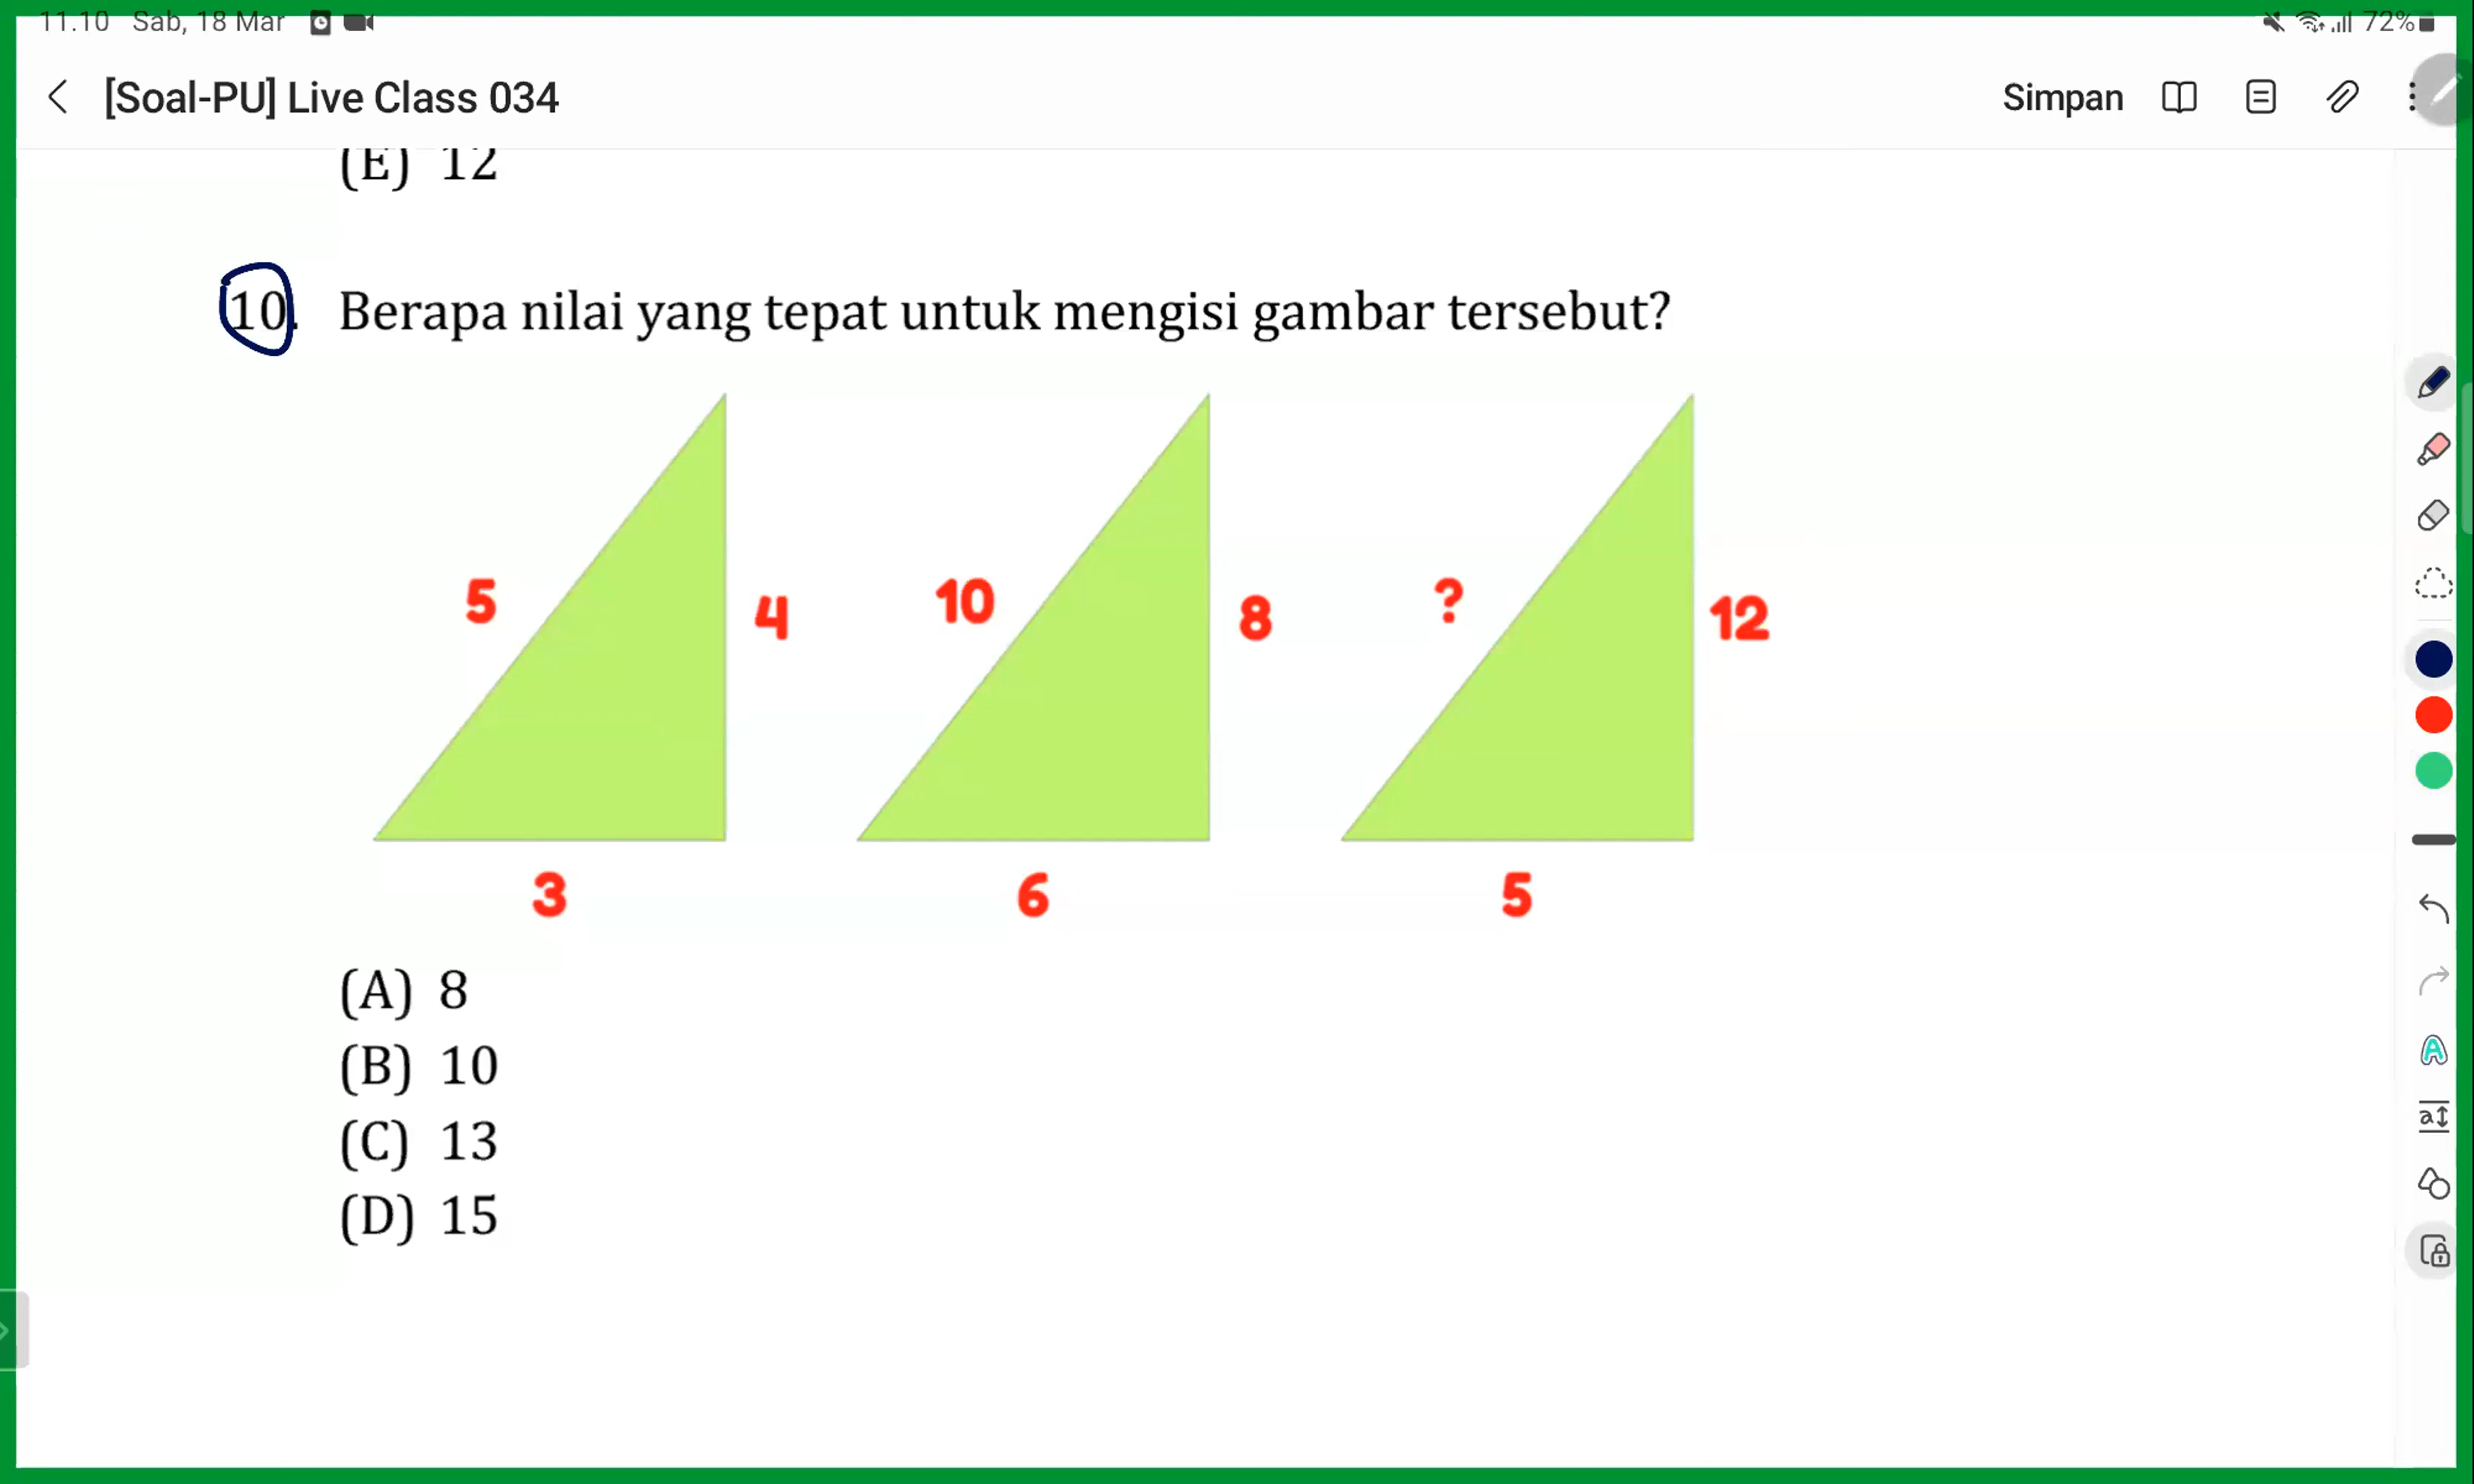 11.10 Sab, 18 Mar 72%
[Soal-PU] Live Class 034 Simpan
(E) 12
10. Berapa nilai yang tepat untuk mengisi gambar tersebut?
5 4 10 8 ? 12
3 6 5
(A) 8
(B) 10
(C) 13
(D) 15
A
a